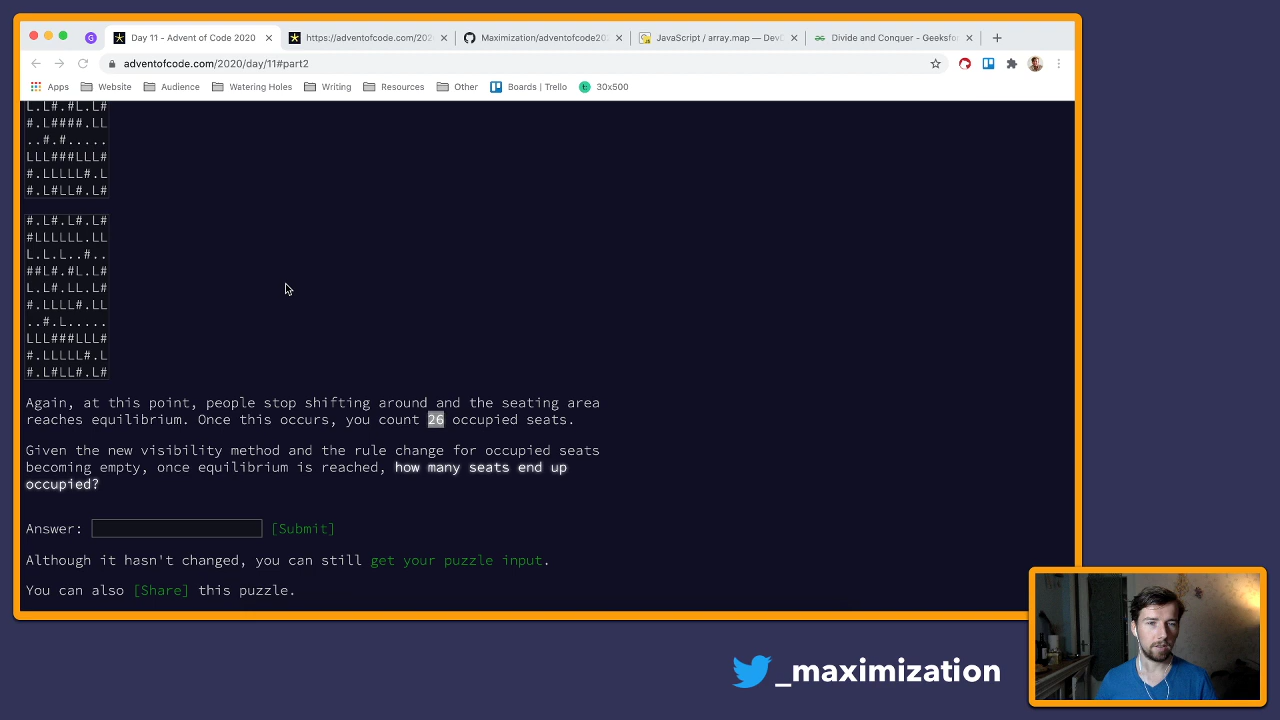 Day 11 - Advent of Code 2020
https://adventofcode.com/202
Maximization/adventofcode202
JavaScript / array.map — DevD
Divide and Conquer - Geeksfor
adventofcode.com/2020/day/11#part2
Apps
Website
Audience
Watering Holes
Writing
Resources
Other
Boards | Trello
30x500
L.L#.#L.L#
#.L####.LL
..#.#.....
LLL###LLL#
#.LLLLL#.L
#.L#LL#.L#
#.L#.L#.L#
#LLLLLL.LL
L.L.L..#..
##L#.#L.L#
L.L#.LL.L#
#.LLLL#.LL
..#.L.....
LLL###LLL#
#.LLLLL#.L
#.L#LL#.L#
Again, at this point, people stop shifting around and the seating area
reaches equilibrium. Once this occurs, you count 26 occupied seats.
Given the new visibility method and the rule change for occupied seats
becoming empty, once equilibrium is reached, how many seats end up
occupied?
Answer: [Submit]
Although it hasn't changed, you can still get your puzzle input.
You can also [Share] this puzzle.
_maximization